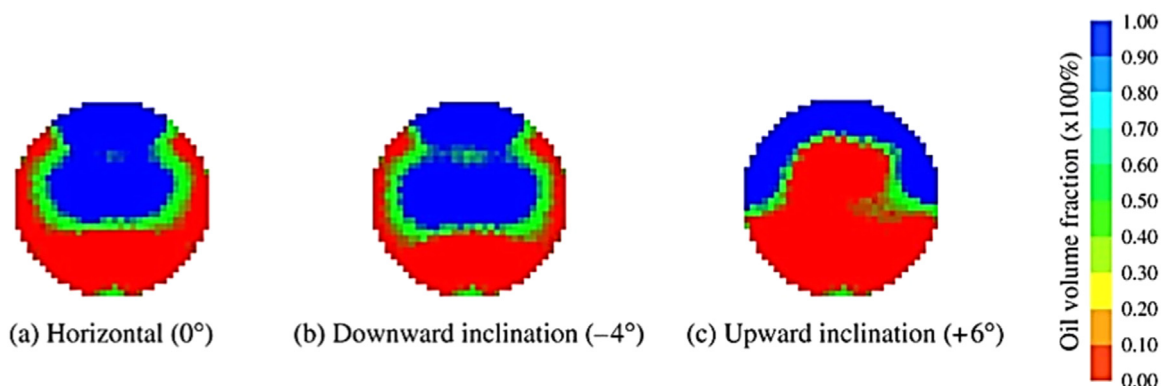 1.00
0.90
0.80
0.70
0.60
0.50
0.40
0.30
0.20
0.10
0.00
Oil volume fraction (x100%)
(a) Horizontal (0°)
(b) Downward inclination (−4°)
(c) Upward inclination (+6°)